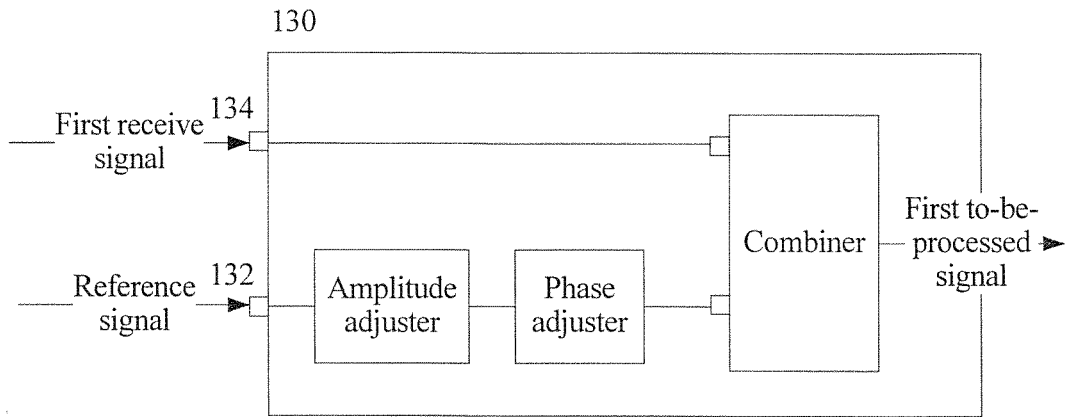 130
134
First receive
signal
132
Reference
signal
Amplitude
adjuster
Phase
adjuster
Combiner
First to-be-
processed
signal